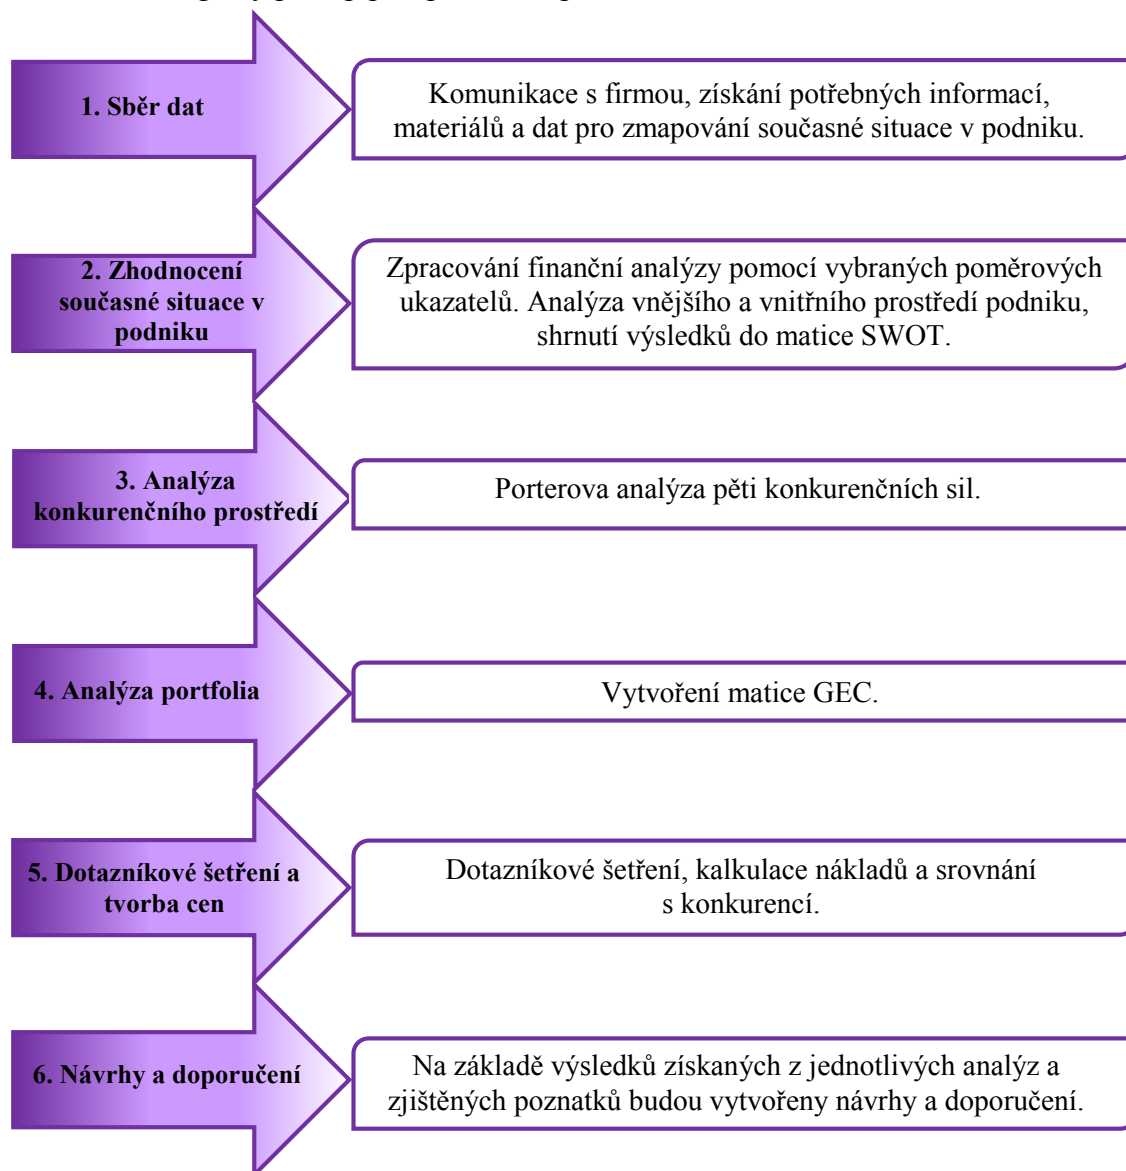 1. Sběr dat
Komunikace s firmou, získání potřebných informací,
materiálů a dat pro zmapování současné situace v podniku.
2. Zhodnocení
současné situace v
podniku
Zpracování finanční analýzy pomocí vybraných poměrových
ukazatelů. Analýza vnějšího a vnitřního prostředí podniku,
shrnutí výsledků do matice SWOT.
3. Analýza
konkurenčního prostředí
Porterova analýza pěti konkurenčních sil.
4. Analýza portfolia
Vytvoření matice GEC.
5. Dotazníkové šetření a
tvorba cen
Dotazníkové šetření, kalkulace nákladů a srovnání
s konkurencí.
6. Návrhy a doporučení
Na základě výsledků získaných z jednotlivých analýz a
zjištěných poznatků budou vytvořeny návrhy a doporučení.